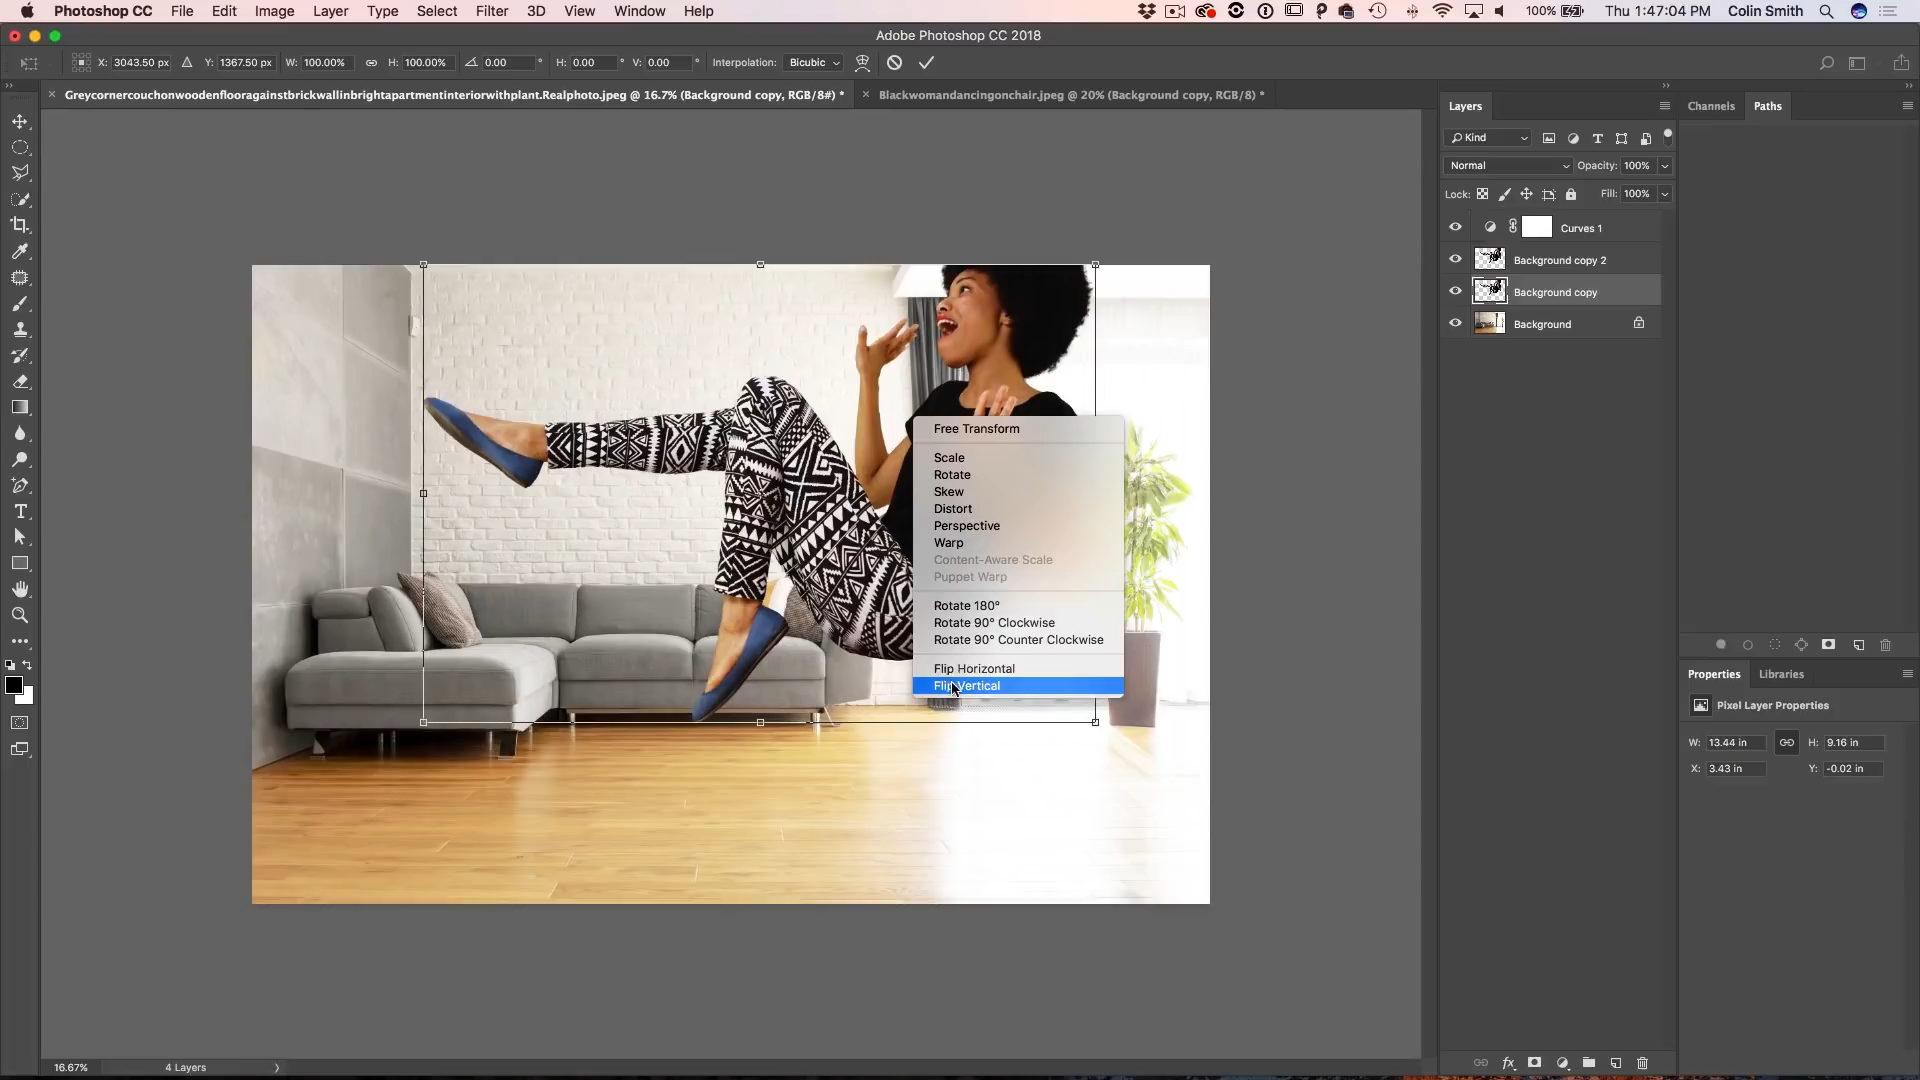 Photoshop CC File Edit Image Layer Type Select Filter 3D View Window Help 100% Thu 1:47:04 PM Colin Smith
Adobe Photoshop CC 2018
X: 3043.50 px Y: 1367.50 px W: 100.00% H: 100.00% 0.00 ° H: 0.00 ° V: 0.00 ° Interpolation: Bicubic
Greycornercouchonwoodenflooragainstbrickwallinbrightapartmentinteriorwithplant.Realphoto.jpeg @ 16.7% (Background copy, RGB/8#) * Blackwomandancingonchair.jpeg @ 20% (Background copy, RGB/8) *
Layers Channels Paths
Kind
Normal Opacity: 100%
Lock: Fill: 100%
Curves 1
Background copy 2
Background copy
Background
Free Transform
Scale
Rotate
Skew
Distort
Perspective
Warp
Content-Aware Scale
Puppet Warp
Rotate 180°
Rotate 90° Clockwise
Rotate 90° Counter Clockwise
Flip Horizontal
Flip Vertical
Properties Libraries
Pixel Layer Properties
W: 13.44 in H: 9.16 in
X: 3.43 in Y: -0.02 in
16.67% 4 Layers